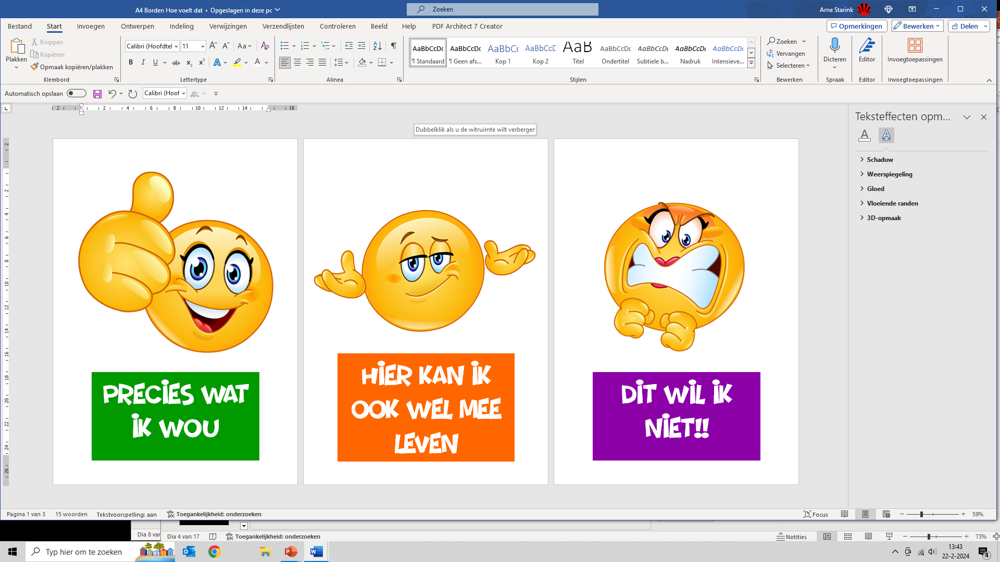 A4 Borden Hoe voelt dat • Opgeslagen in deze pc
Zoeken
Arne Starink
Bestand Start Invoegen Ontwerpen Indeling Verwijzingen Verzendlijsten Controleren Beeld Help PDF Architect 7 Creator
Opmerkingen Bewerken Delen
Plakken
Knippen
Kopiëren
Opmaak kopiëren/plakken
Klembord
Calibri (Hoofdtel 11
Lettertype
Alinea
AaBbCcDc AaBbCcDc AaBbCc AaBbCcD AaB AaBbCcDc AaBbCcDc AaBbCcDc AaBbCcDc
¶ Standaard ¶ Geen afs... Kop 1 Kop 2 Titel Ondertitel Subtiele b... Nadruk Intensieve...
Stijlen
Zoeken
Vervangen
Selecteren
Bewerken
Dicteren
Spraak
Editor
Editor
Invoegtoepassingen
Invoegtoepassingen
Automatisch opslaan
Calibri (Hoof
2 2 4 6 8 10 12 14 18
Dubbelklik als u de witruimte wilt verberger
PRECIES WAT
IK WOU
HIER KAN IK
OOK WEL MEE
LEVEN
DIT WIL IK
NIET!!
Teksteffecten opm...
Schaduw
Weerspiegeling
Gloed
Vloeiende randen
3D-opmaak
Pagina 1 van 3 15 woorden Tekstvoorspelling: aan Toegankelijkheid: onderzoeken
Focus
59%
Dia 8 van
Dia 4 van 17 Toegankelijkheid: onderzoeken
Notities
73%
Typ hier om te zoeken
13:43
22-2-2024
4